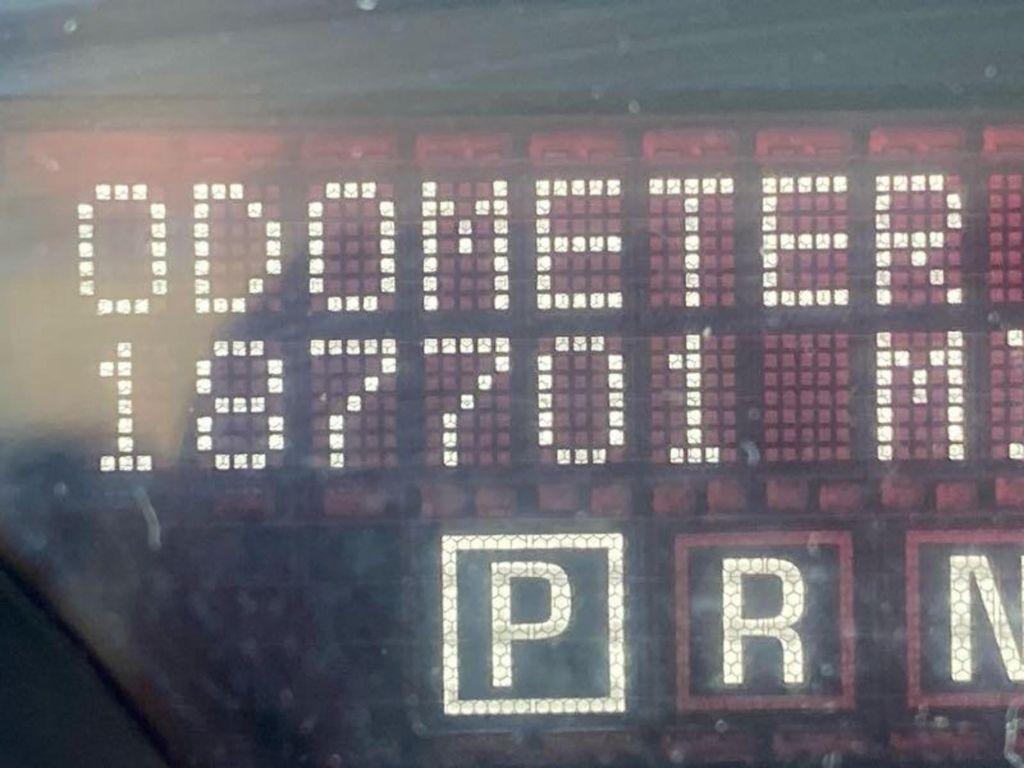 ODOMETER
187701 M
P R N